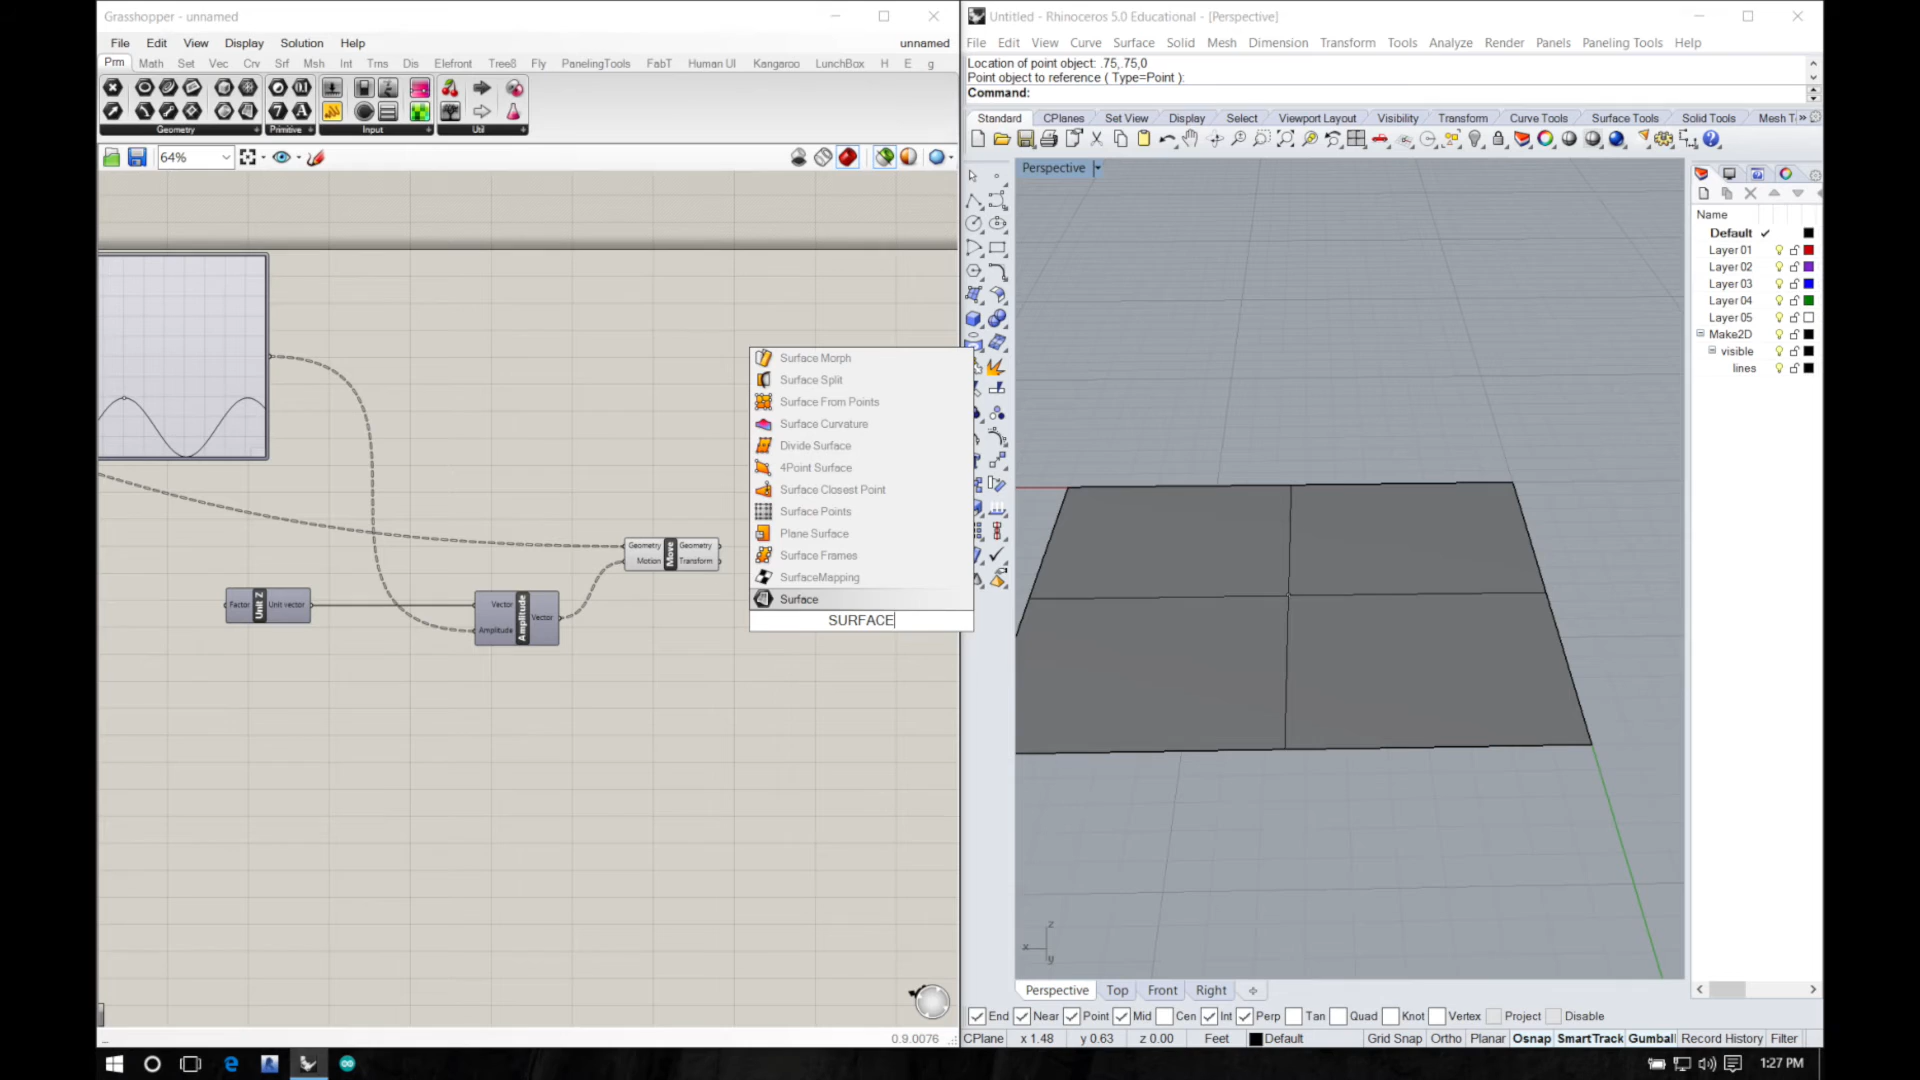 Grasshopper - unnamed
File Edit View Display Solution Help unnamed
Prm Math Set Vec Crv Srf Msh Int Trns Dis Elefront Tree8 Fly PanelingTools FabT Human UI Kangaroo LunchBox H E g
Geometry Primitive Input Util
64%
Surface Morph
Surface Split
Surface From Points
Surface Curvature
Divide Surface
4Point Surface
Surface Closest Point
Surface Points
Plane Surface
Surface Frames
SurfaceMapping
Surface
SURFACE
Geometry Move Geometry
Motion Transform
Factor Unit Z Unit vector
Vector Amplitude Vector
Amplitude
0.9.0076
Untitled - Rhinoceros 5.0 Educational - [Perspective]
File Edit View Curve Surface Solid Mesh Dimension Transform Tools Analyze Render Panels Paneling Tools Help
Location of point object: .75,.75,0
Point object to reference ( Type=Point ):
Command:
Standard CPlanes Set View Display Select Viewport Layout Visibility Transform Curve Tools Surface Tools Solid Tools Mesh T
Perspective
z
x
y
Name
Default
Layer 01
Layer 02
Layer 03
Layer 04
Layer 05
Make2D
visible
lines
Perspective Top Front Right
End Near Point Mid Cen Int Perp Tan Quad Knot Vertex Project Disable
CPlane x 1.48 y 0.63 z 0.00 Feet Default Grid Snap Ortho Planar Osnap SmartTrack Gumball Record History Filter
1:27 PM